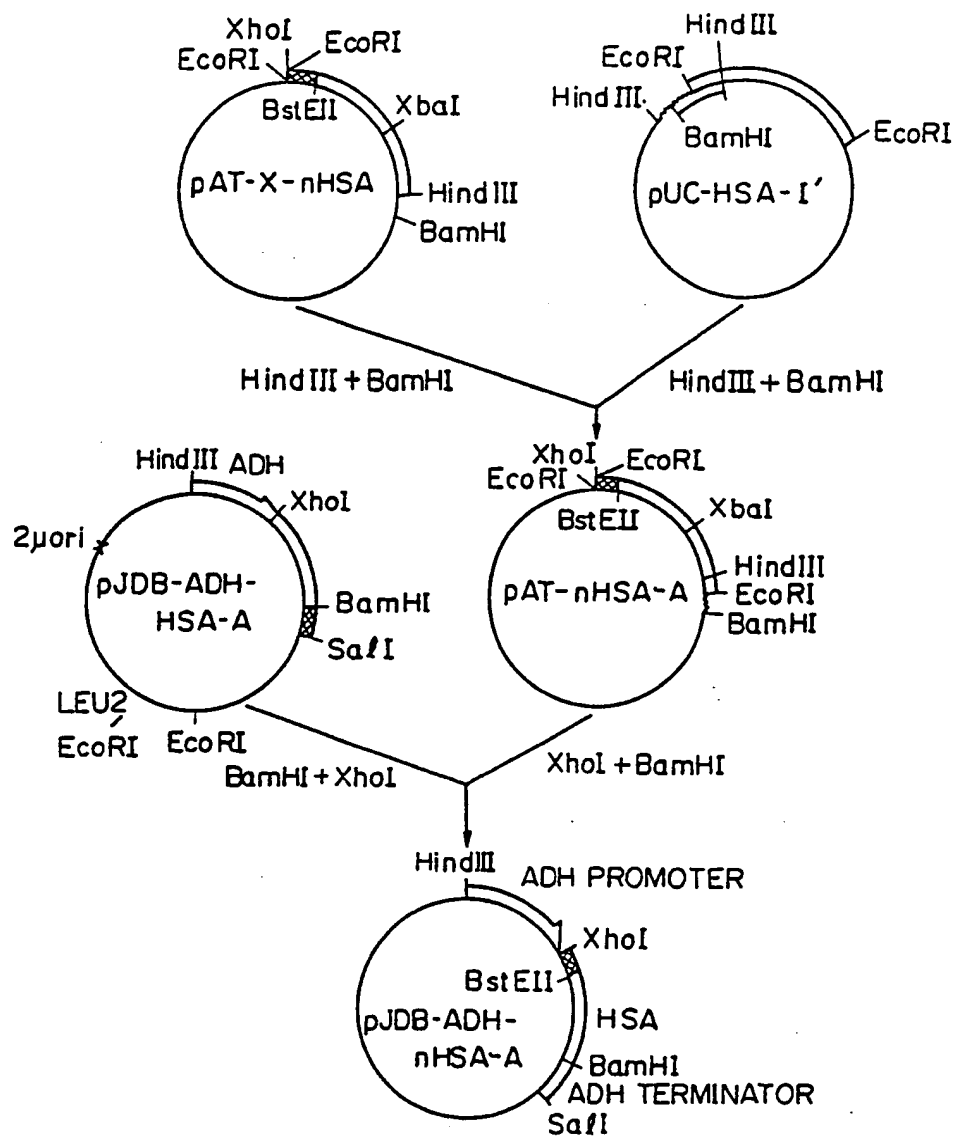 XhoI
EcoRI
EcoRI
BstEII
XbaI
pAT-X-nHSA
HindIII
BamHI
HindIII
EcoRI
HindIII.
BamHI
EcoRI
pUC-HSA-I'
HindIII + BamHI
HindIII + BamHI
HindIII
ADH
XhoI
2μori
pJDB-ADH-
HSA-A
BamHI
SalI
LEU2
EcoRI
EcoRI
XhoI
EcoRI
EcoRI
BstEII
XbaI
pAT-nHSA-A
HindIII
EcoRI
BamHI
BamHI + XhoI
XhoI + BamHI
HindIII
ADH PROMOTER
XhoI
BstEII
pJDB-ADH-
nHSA-A
HSA
BamHI
ADH TERMINATOR
SalI